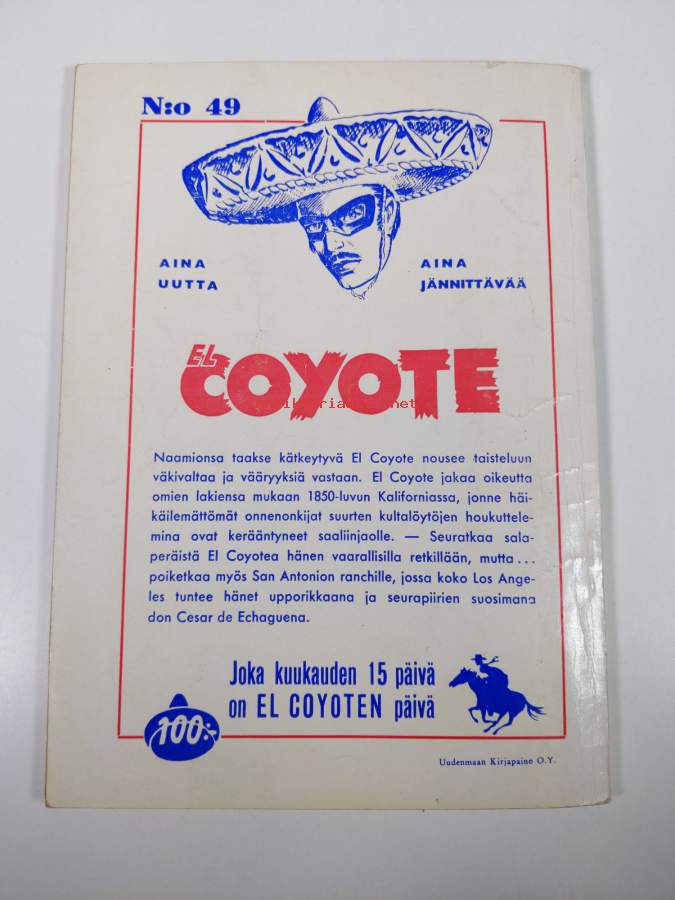 N:o 49
AINA
UUTTA
AINA
JÄNNITTÄVÄÄ
EL
COYOTE
Naamionsa taakse kätkeytyvä El Coyote nousee taisteluun
väkivaltaa ja vääryyksiä vastaan. El Coyote jakaa oikeutta
omien lakiensa mukaan 1850-luvun Kaliforniassa, jonne häi-
käilemättömät onnenonkijat suurten kultalöytöjen houkuttele-
mina ovat kerääntyneet saaliinjaolle. — Seuratkaa sala-
peräistä El Coyotea hänen vaarallisilla retkillään, mutta ...
poiketkaa myös San Antonion ranchille, jossa koko Los Ange-
les tuntee hänet upporikkaana ja seurapiirien suosimana
don Cesar de Echaguena.
Joka kuukauden 15 päivä
on EL COYOTEN päivä
100:-
Uudenmaan Kirjapaino O.Y.